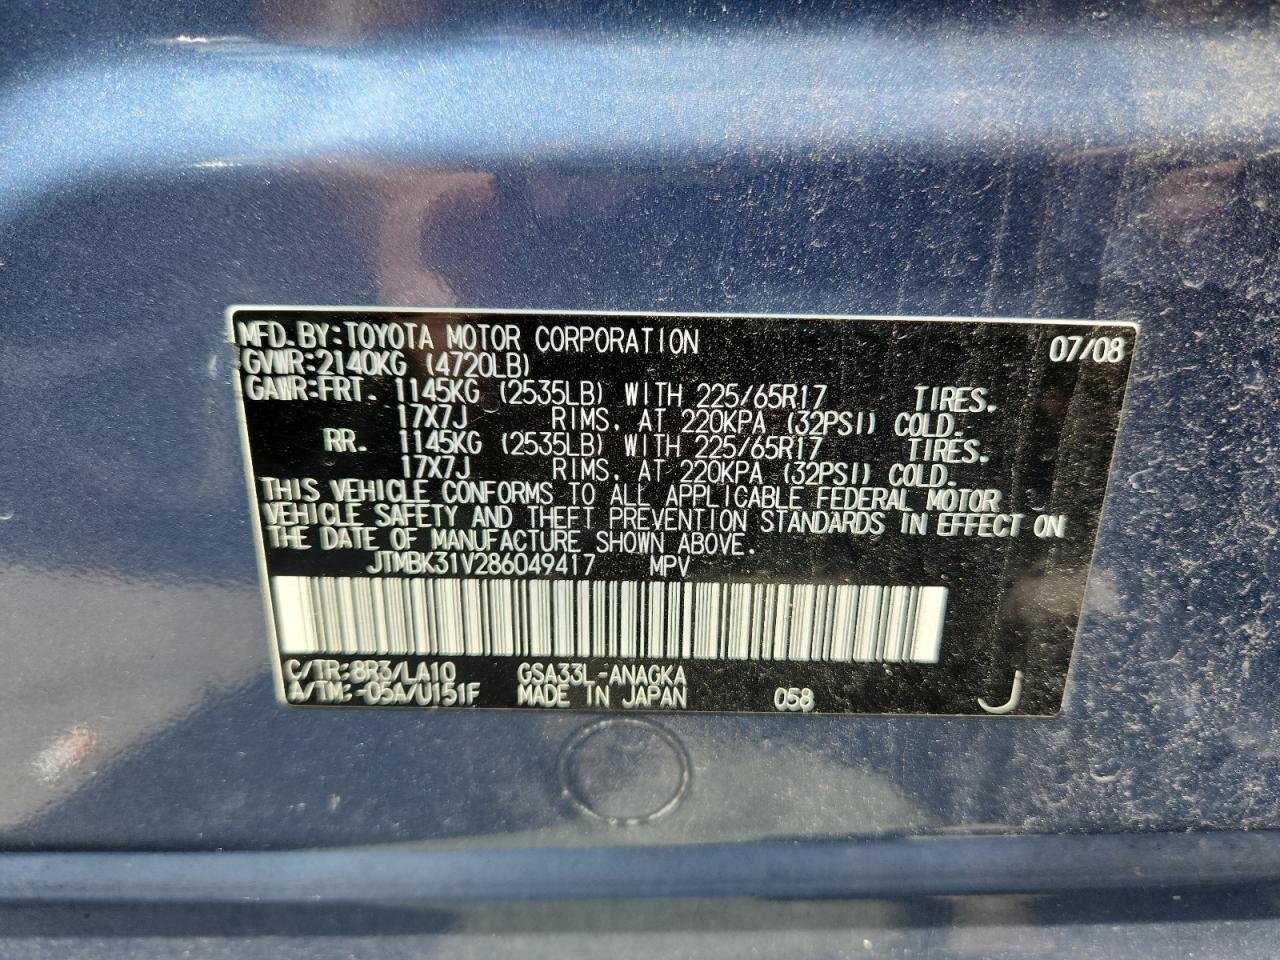 MFD.BY:TOYOTA MOTOR CORPORATION 07/08
GVWR:2140KG (4720LB)
GAWR:FRT. 1145KG (2535LB) WITH 225/65R17 TIRES.
17X7J RIMS. AT 220KPA (32PSI) COLD.
RR. 1145KG (2535LB) WITH 225/65R17 TIRES.
17X7J RIMS. AT 220KPA (32PSI) COLD.
THIS VEHICLE CONFORMS TO ALL APPLICABLE FEDERAL MOTOR
VEHICLE SAFETY AND THEFT PREVENTION STANDARDS IN EFFECT ON
THE DATE OF MANUFACTURE SHOWN ABOVE.
JTMBK31V286049417 MPV
C/TR:8R3/LA10 GSA33L-ANAGKA
A/TM:-05A/U151F MADE IN JAPAN 058 J